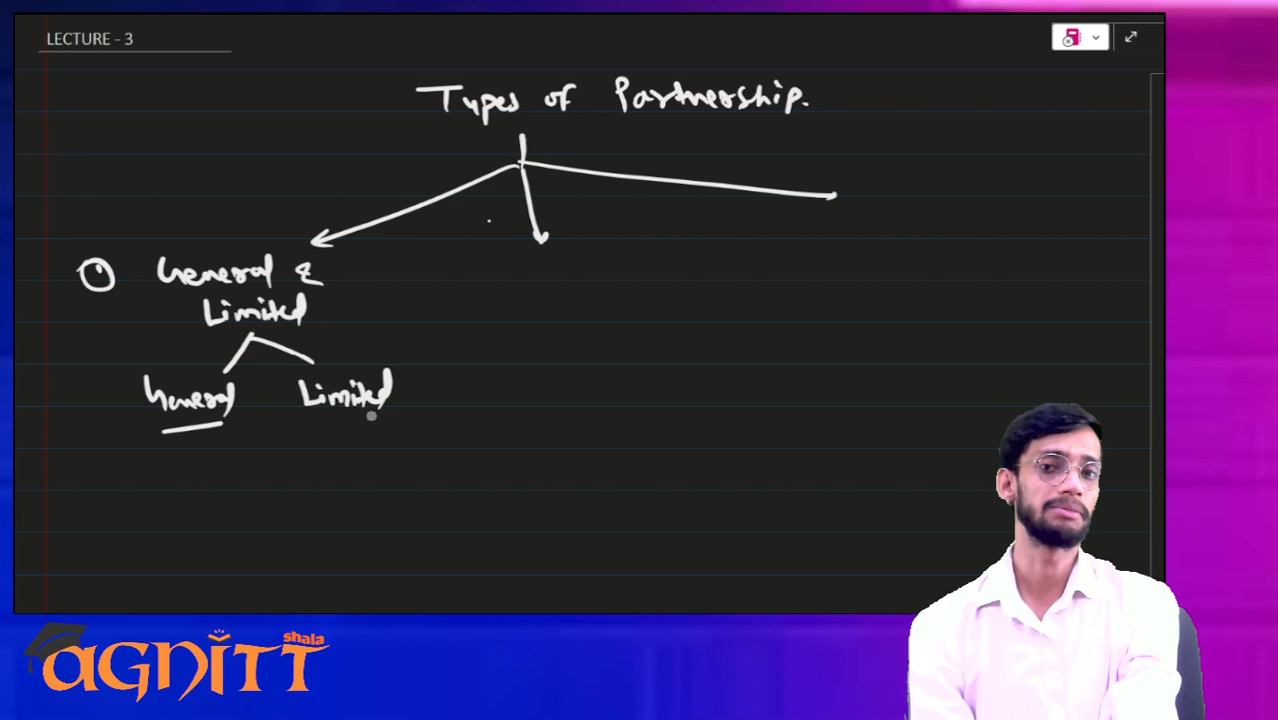 LECTURE - 3
Types of Partnership.
① General &
Limited
General Limited
shala
aGNITT